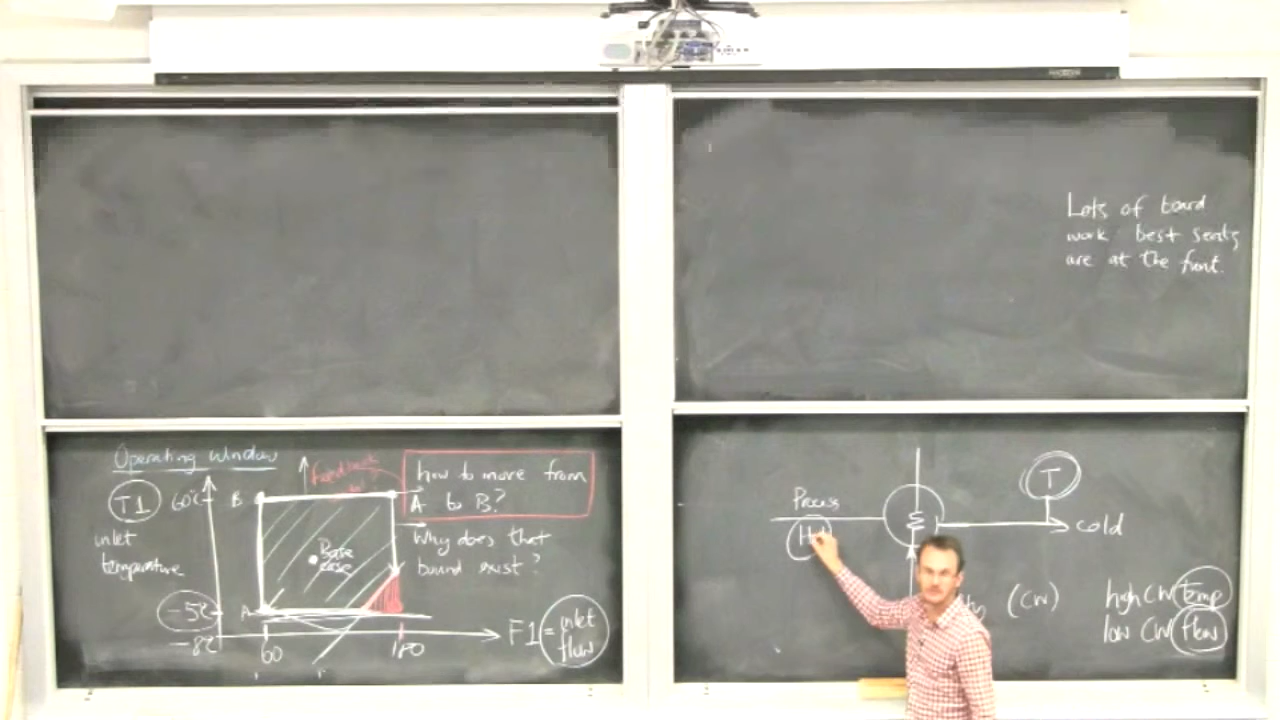 Lots of board
work best seats
are at the front.
Operating window
Feedback
how to move from
A to B?
Why does that
bound exist?
T1
60°C
B
inlet
temperature
Base
case
-5°C
A
-8°C
60
180
F1 = inlet
flow
Process
T
cold
(CW)
high CW temp
low CW flow